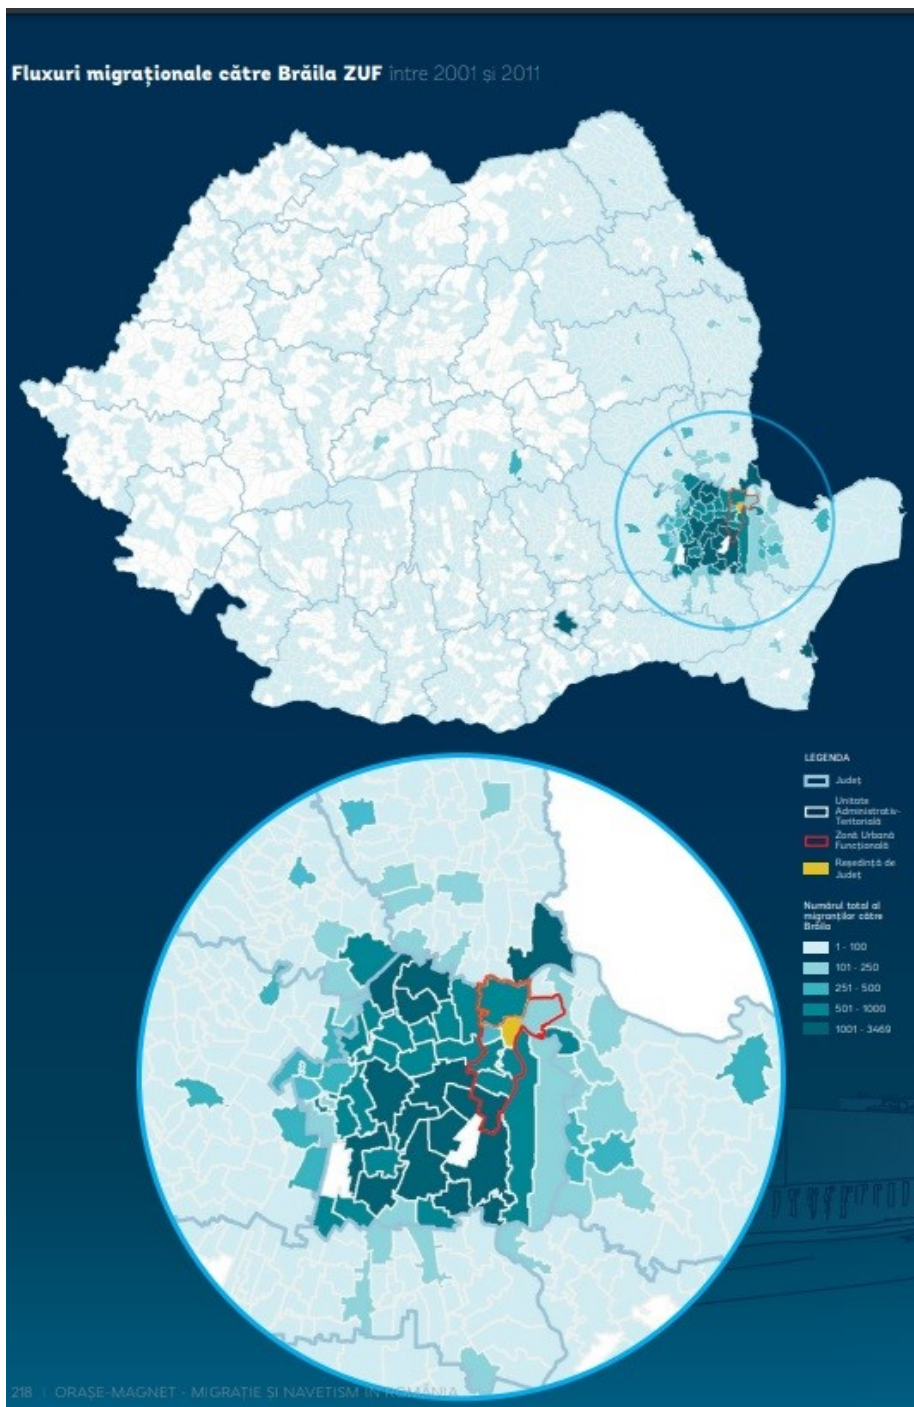 Fluxuri migraționale către Brăila ZUF între 2001 și 2011
LEGENDA
Județ
Unitate
Administrativ-
Teritorială
Zonă Urbană
Funcțională
Reședință de
Județ
Numărul total al
migranților către
Brăila
1 - 100
101 - 250
251 - 500
501 - 1000
1001 - 3469
218 | ORAȘE-MAGNET - MIGRAȚIE ȘI NAVETISM ÎN ROMÂNIA